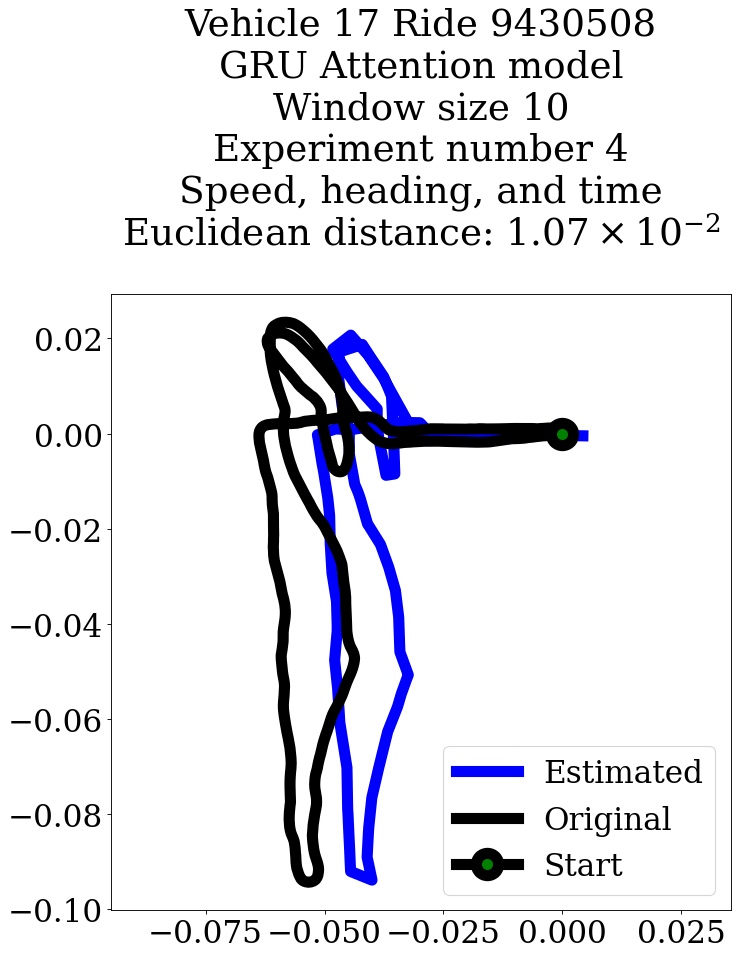 Vehicle 17 Ride 9430508
GRU Attention model
Window size 10
Experiment number 4
Speed, heading, and time
Euclidean distance: 1.07 × 10⁻²
0.02
0.00
−0.02
−0.04
−0.06
−0.08
−0.10
Estimated
Original
Start
−0.075 −0.050 −0.025 0.000 0.025